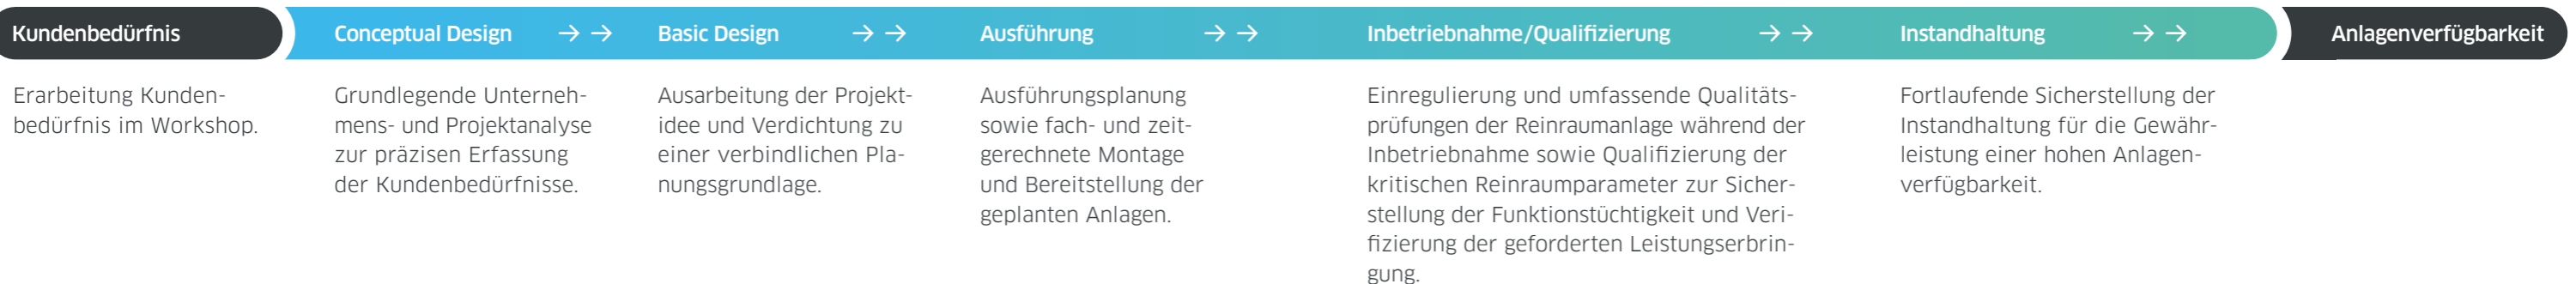 Kundenbedürfnis
Erarbeitung Kunden-
bedürfnis im Workshop.
Conceptual Design →→
Grundlegende Unterneh-
mens- und Projektanalyse
zur präzisen Erfassung
der Kundenbedürfnisse.
Basic Design →→
Ausarbeitung der Projekt-
idee und Verdichtung zu
einer verbindlichen Pla-
nungsgrundlage.
Ausführung →→
Ausführungsplanung
sowie fach- und zeit-
gerechnete Montage
und Bereitstellung der
geplanten Anlagen.
Inbetriebnahme/Qualifizierung →→
Einregulierung und umfassende Qualitäts-
prüfungen der Reinraumanlage während der
Inbetriebnahme sowie Qualifizierung der
kritischen Reinraumparameter zur Sicher-
stellung der Funktionstüchtigkeit und Veri-
fizierung der geforderten Leistungserbrin-
gung.
Instandhaltung →→
Fortlaufende Sicherstellung der
Instandhaltung für die Gewähr-
leistung einer hohen Anlagen-
verfügbarkeit.
Anlagenverfügbarkeit